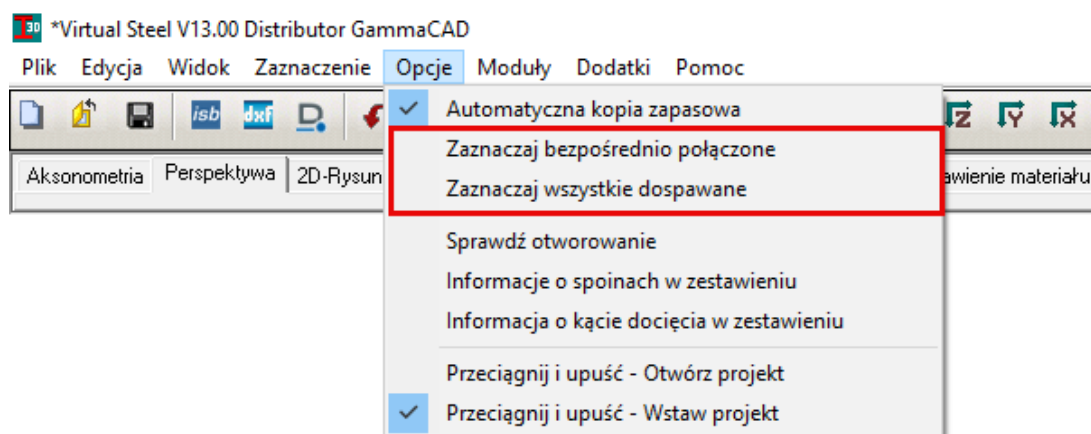 3D *Virtual Steel V13.00 Distributor GammaCAD
Plik Edycja Widok Zaznaczenie Opcje Moduły Dodatki Pomoc
isb dxf D. Z Y X
Automatyczna kopia zapasowa
Zaznaczaj bezpośrednio połączone
Aksonometria Perspektywa 2D-Rysun awienie materiału
Zaznaczaj wszystkie dospawane
Sprawdź otworowanie
Informacje o spoinach w zestawieniu
Informacja o kącie docięcia w zestawieniu
Przeciągnij i upuść - Otwórz projekt
Przeciągnij i upuść - Wstaw projekt